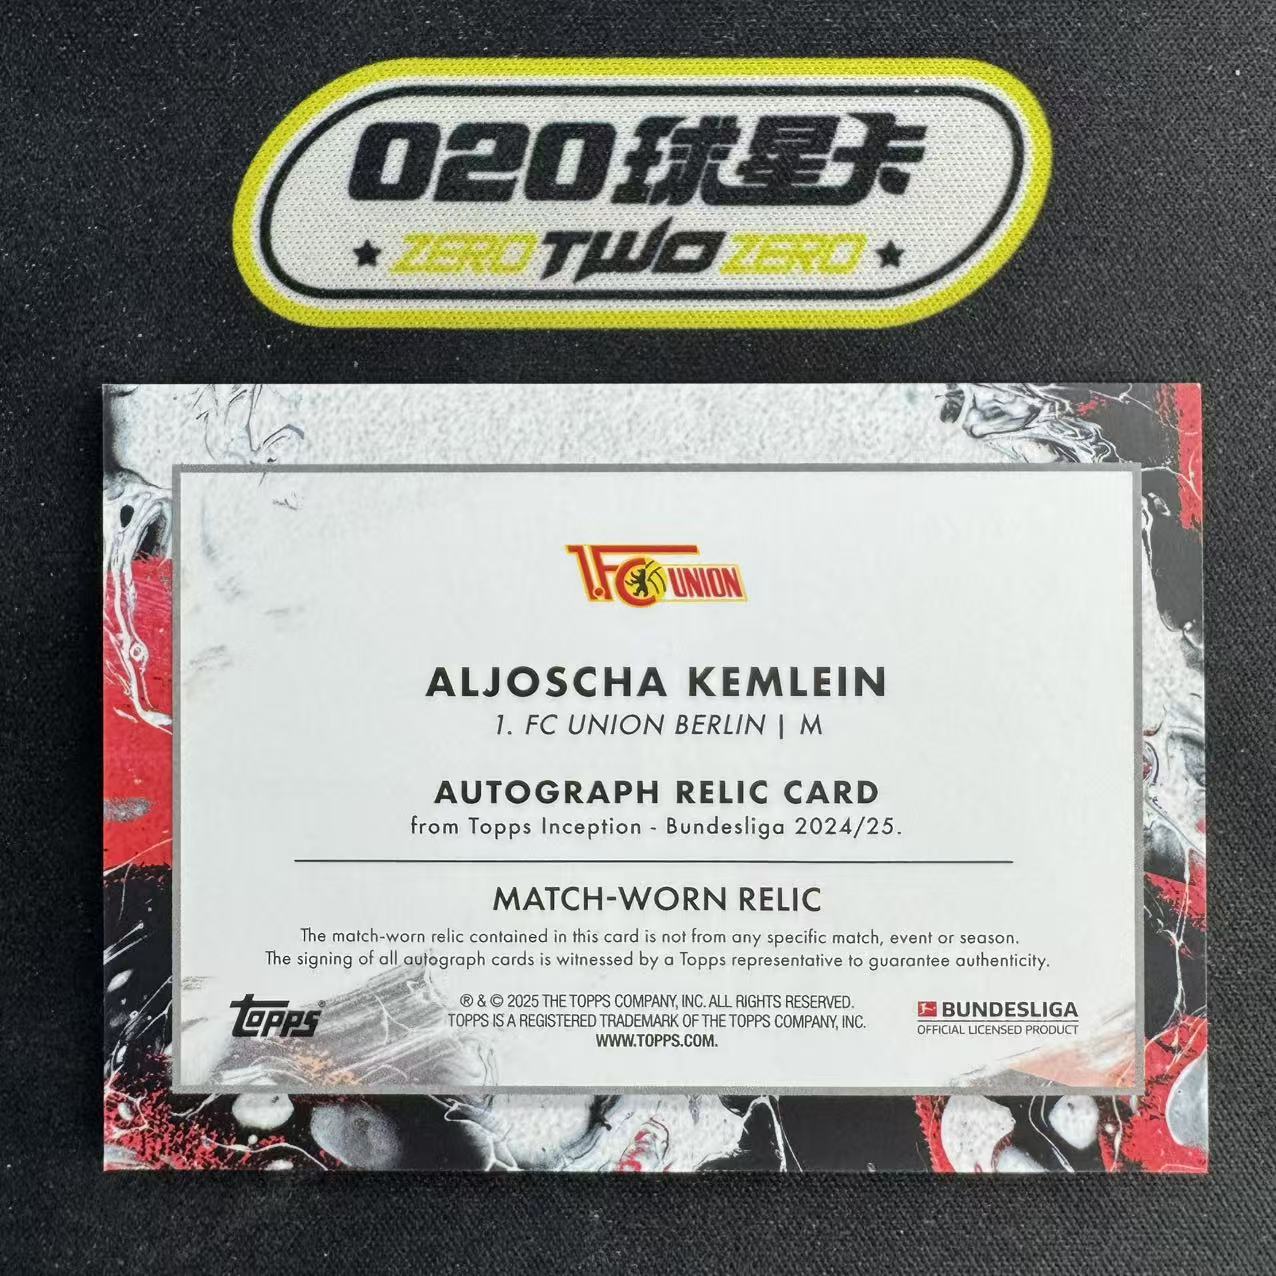 020球星卡
ZERO TWO ZERO
1.FC UNION
ALJOSCHA KEMLEIN
1. FC UNION BERLIN | M
AUTOGRAPH RELIC CARD
from Topps Inception - Bundesliga 2024/25.
MATCH-WORN RELIC
The match-worn relic contained in this card is not from any specific match, event or season.
The signing of all autograph cards is witnessed by a Topps representative to guarantee authenticity.
topps®
® & © 2025 THE TOPPS COMPANY, INC. ALL RIGHTS RESERVED.
TOPPS IS A REGISTERED TRADEMARK OF THE TOPPS COMPANY, INC.
WWW.TOPPS.COM.
BUNDESLIGA
OFFICIAL LICENSED PRODUCT